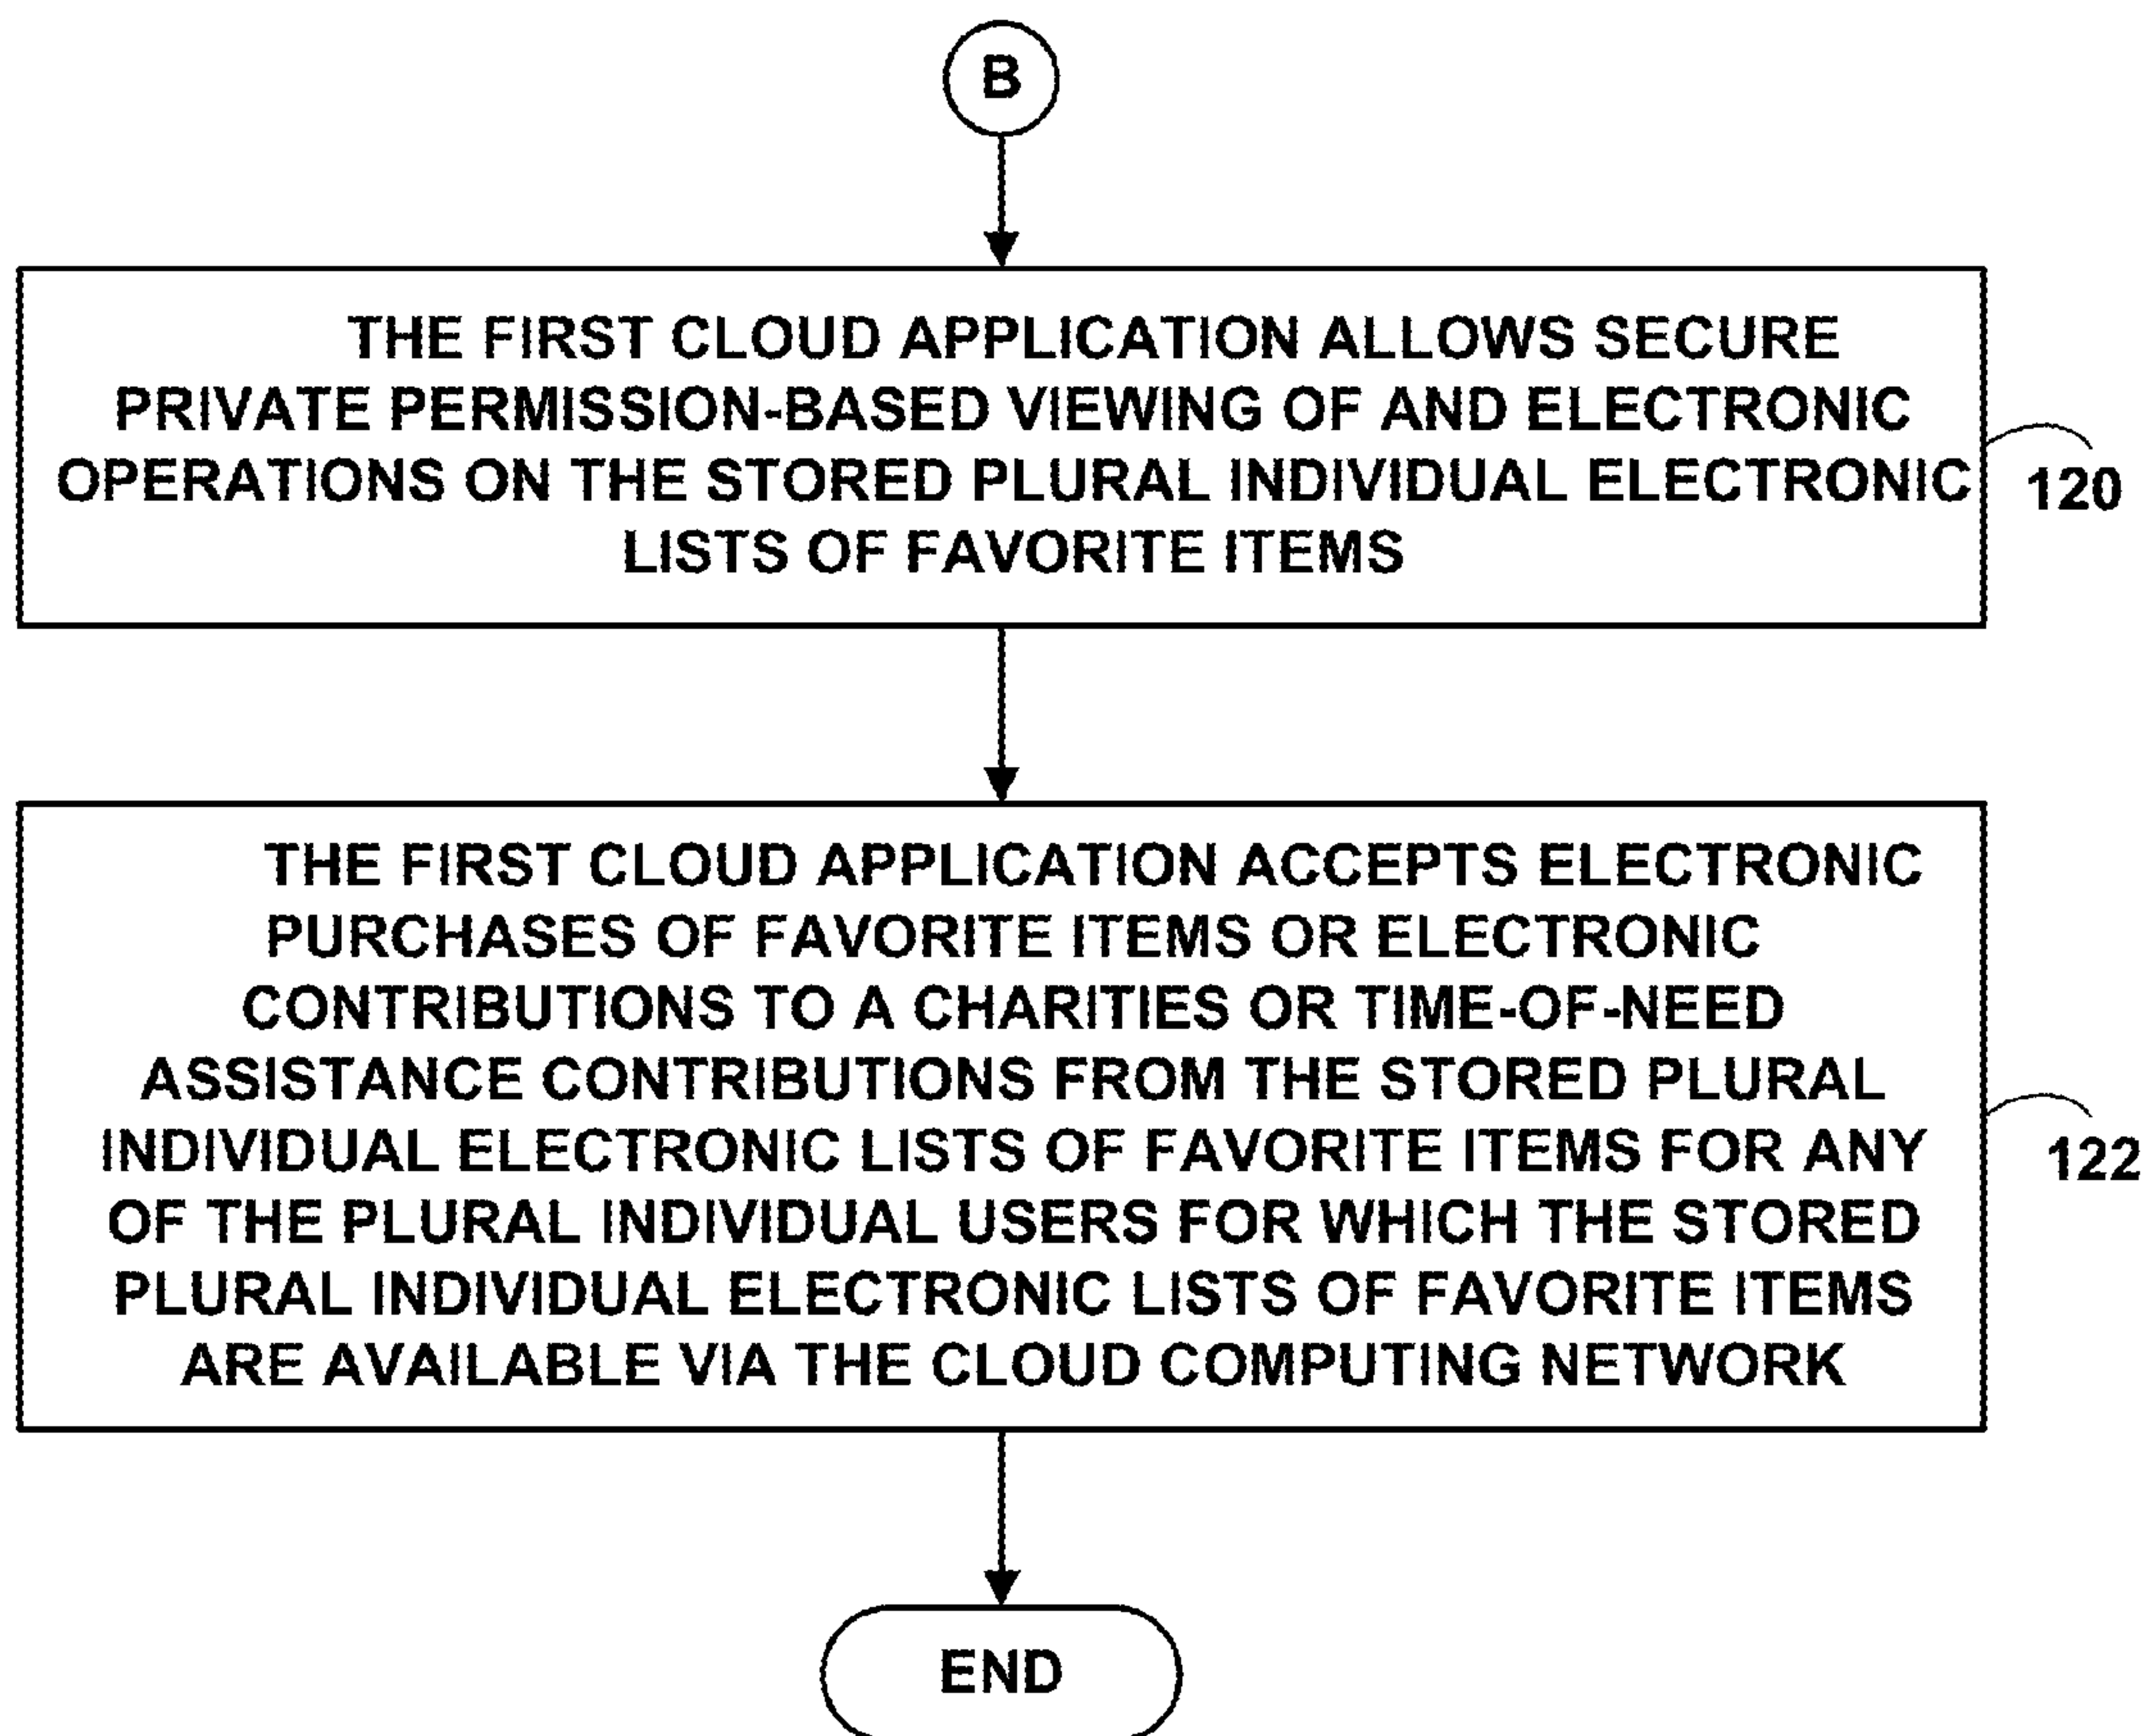 B
THE FIRST CLOUD APPLICATION ALLOWS SECURE
PRIVATE PERMISSION-BASED VIEWING OF AND ELECTRONIC
OPERATIONS ON THE STORED PLURAL INDIVIDUAL ELECTRONIC
LISTS OF FAVORITE ITEMS
120
THE FIRST CLOUD APPLICATION ACCEPTS ELECTRONIC
PURCHASES OF FAVORITE ITEMS OR ELECTRONIC
CONTRIBUTIONS TO A CHARITIES OR TIME-OF-NEED
ASSISTANCE CONTRIBUTIONS FROM THE STORED PLURAL
INDIVIDUAL ELECTRONIC LISTS OF FAVORITE ITEMS FOR ANY
OF THE PLURAL INDIVIDUAL USERS FOR WHICH THE STORED
PLURAL INDIVIDUAL ELECTRONIC LISTS OF FAVORITE ITEMS
ARE AVAILABLE VIA THE CLOUD COMPUTING NETWORK
122
END